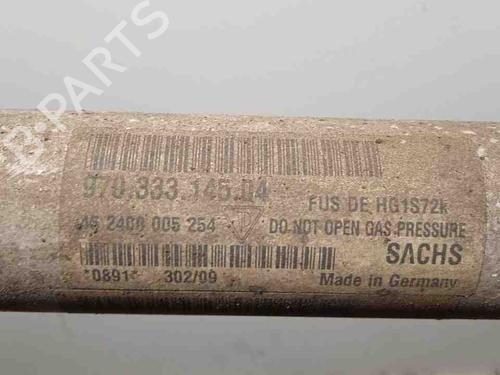 B-PARTS
970.333.145.04
FUS DE HG1S72k
45 2400 005 254
DO NOT OPEN GAS PRESSURE
SACHS
*0891* 302/09
Made in Germany